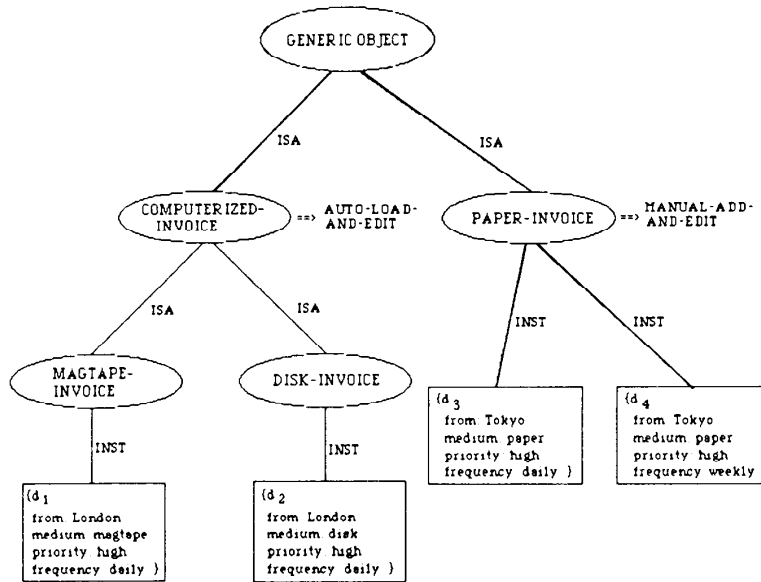 GENERIC OBJECT
ISA
ISA
COMPUTERIZED-
INVOICE
==> AUTO-LOAD-
AND-EDIT
PAPER-INVOICE
==> MANUAL-ADD-
AND-EDIT
ISA
ISA
INST
INST
MAGTAPE-
INVOICE
DISK-INVOICE
INST
INST
{d3
from: Tokyo
medium: paper
priority: high
frequency: daily }
{d4
from: Tokyo
medium: paper
priority: high
frequency: weekly
{d1
from: London
medium: magtape
priority: high
frequency: daily }
{d2
from: London
medium: disk
priority: high
frequency: daily }